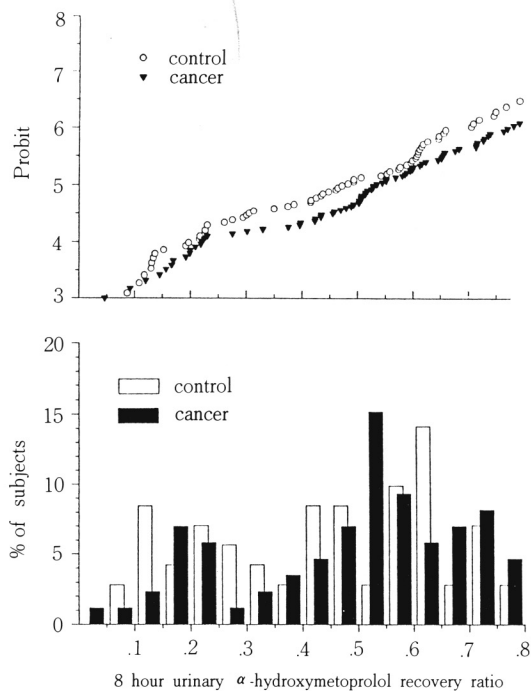 8
7
6
5
4
3
Probit
control
cancer
20
15
10
5
0
% of subjects
control
cancer
.1 .2 .3 .4 .5 .6 .7 .8
8 hour urinary α-hydroxymetoprolol recovery ratio